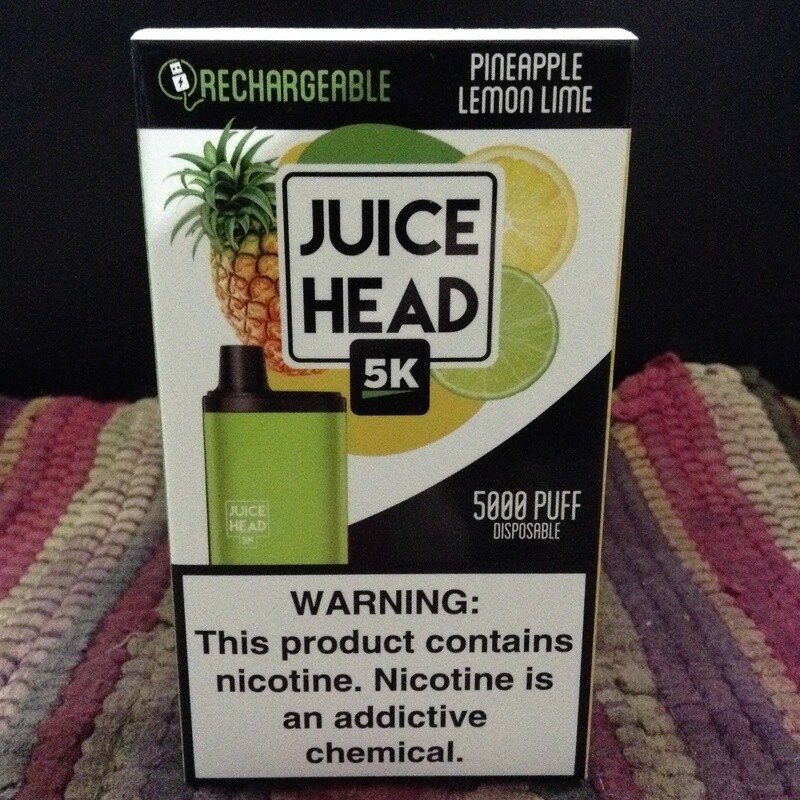 RECHARGEABLE
PINEAPPLE
LEMON LIME
JUICE
HEAD
5K
JUICE
HEAD
5K
5000 PUFF
DISPOSABLE
WARNING:
This product contains
nicotine. Nicotine is
an addictive
chemical.